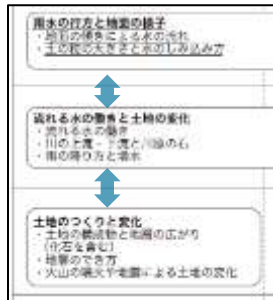 雨水の行方と地面の様子
・地面の傾きによる水の流れ
・土の粒の大きさと水のしみ込み方
流れる水の働きと土地の変化
・流れる水の働き
・川の上流・下流と川原の石
・雨の降り方と増水
土地のつくりと変化
・土地の構成物と地層の広がり
(化石を含む)
・地層のでき方
・火山の噴火や地震による土地の変化